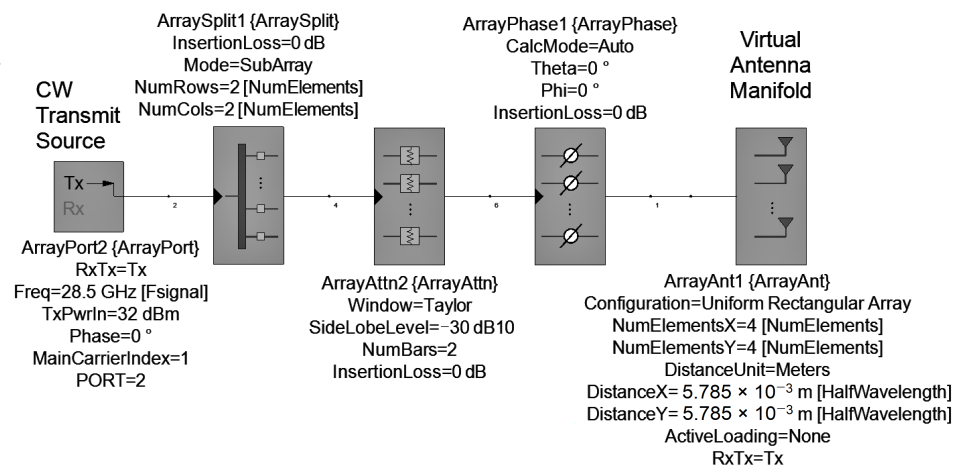 ArraySplit1 {ArraySplit}
InsertionLoss=0 dB
Mode=SubArray
NumRows=2 [NumElements]
NumCols=2 [NumElements]
ArrayPhase1 {ArrayPhase}
CalcMode=Auto
Theta=0 °
Phi=0 °
InsertionLoss=0 dB
Virtual
Antenna
Manifold
CW
Transmit
Source
Tx
Rx
2
4
6
1
ArrayPort2 {ArrayPort}
RxTx=Tx
Freq=28.5 GHz [Fsignal]
TxPwrIn=32 dBm
Phase=0 °
MainCarrierIndex=1
PORT=2
ArrayAttn2 {ArrayAttn}
Window=Taylor
SideLobeLevel=−30 dB10
NumBars=2
InsertionLoss=0 dB
ArrayAnt1 {ArrayAnt}
Configuration=Uniform Rectangular Array
NumElementsX=4 [NumElements]
NumElementsY=4 [NumElements]
DistanceUnit=Meters
DistanceX= 5.785 × 10⁻³ m [HalfWavelength]
DistanceY= 5.785 × 10⁻³ m [HalfWavelength]
ActiveLoading=None
RxTx=Tx